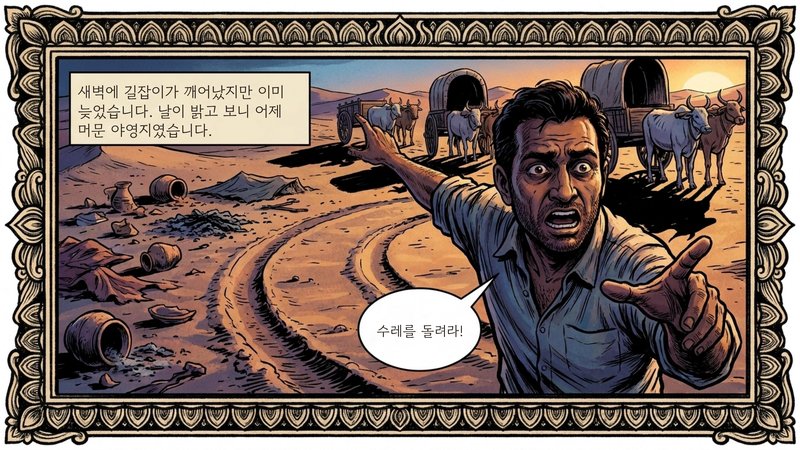 새벽에 길잡이가 깨어났지만 이미
늦었습니다. 날이 밝고 보니 어제
머문 야영지였습니다.
수레를 돌려라!